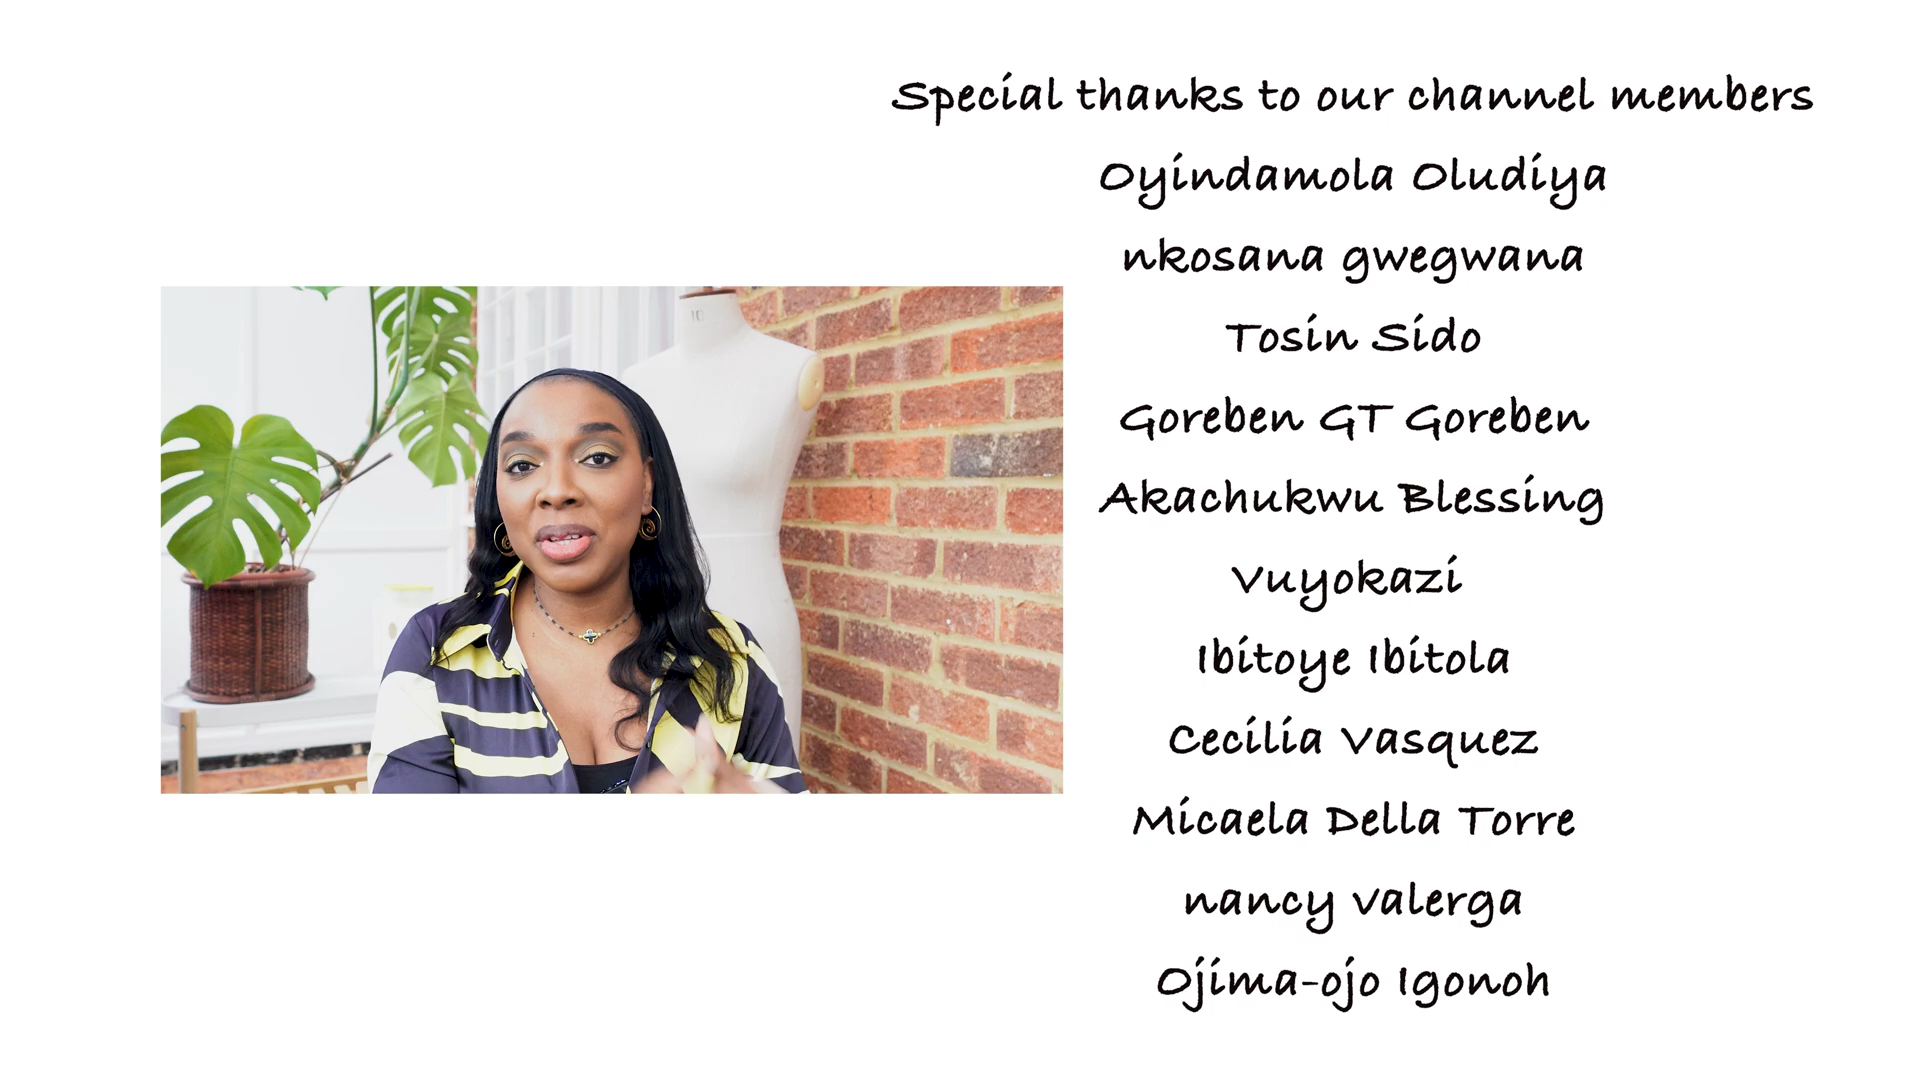 Special thanks to our channel members
Oyindamola Oludiya
nkosana gwegwana
Tosin Sido
Goreben GT Goreben
Akachukwu Blessing
Vuyokazi
Ibitoye Ibitola
Cecilia Vasquez
Micaela Della Torre
nancy valerga
Ojima-ojo Igonoh
10